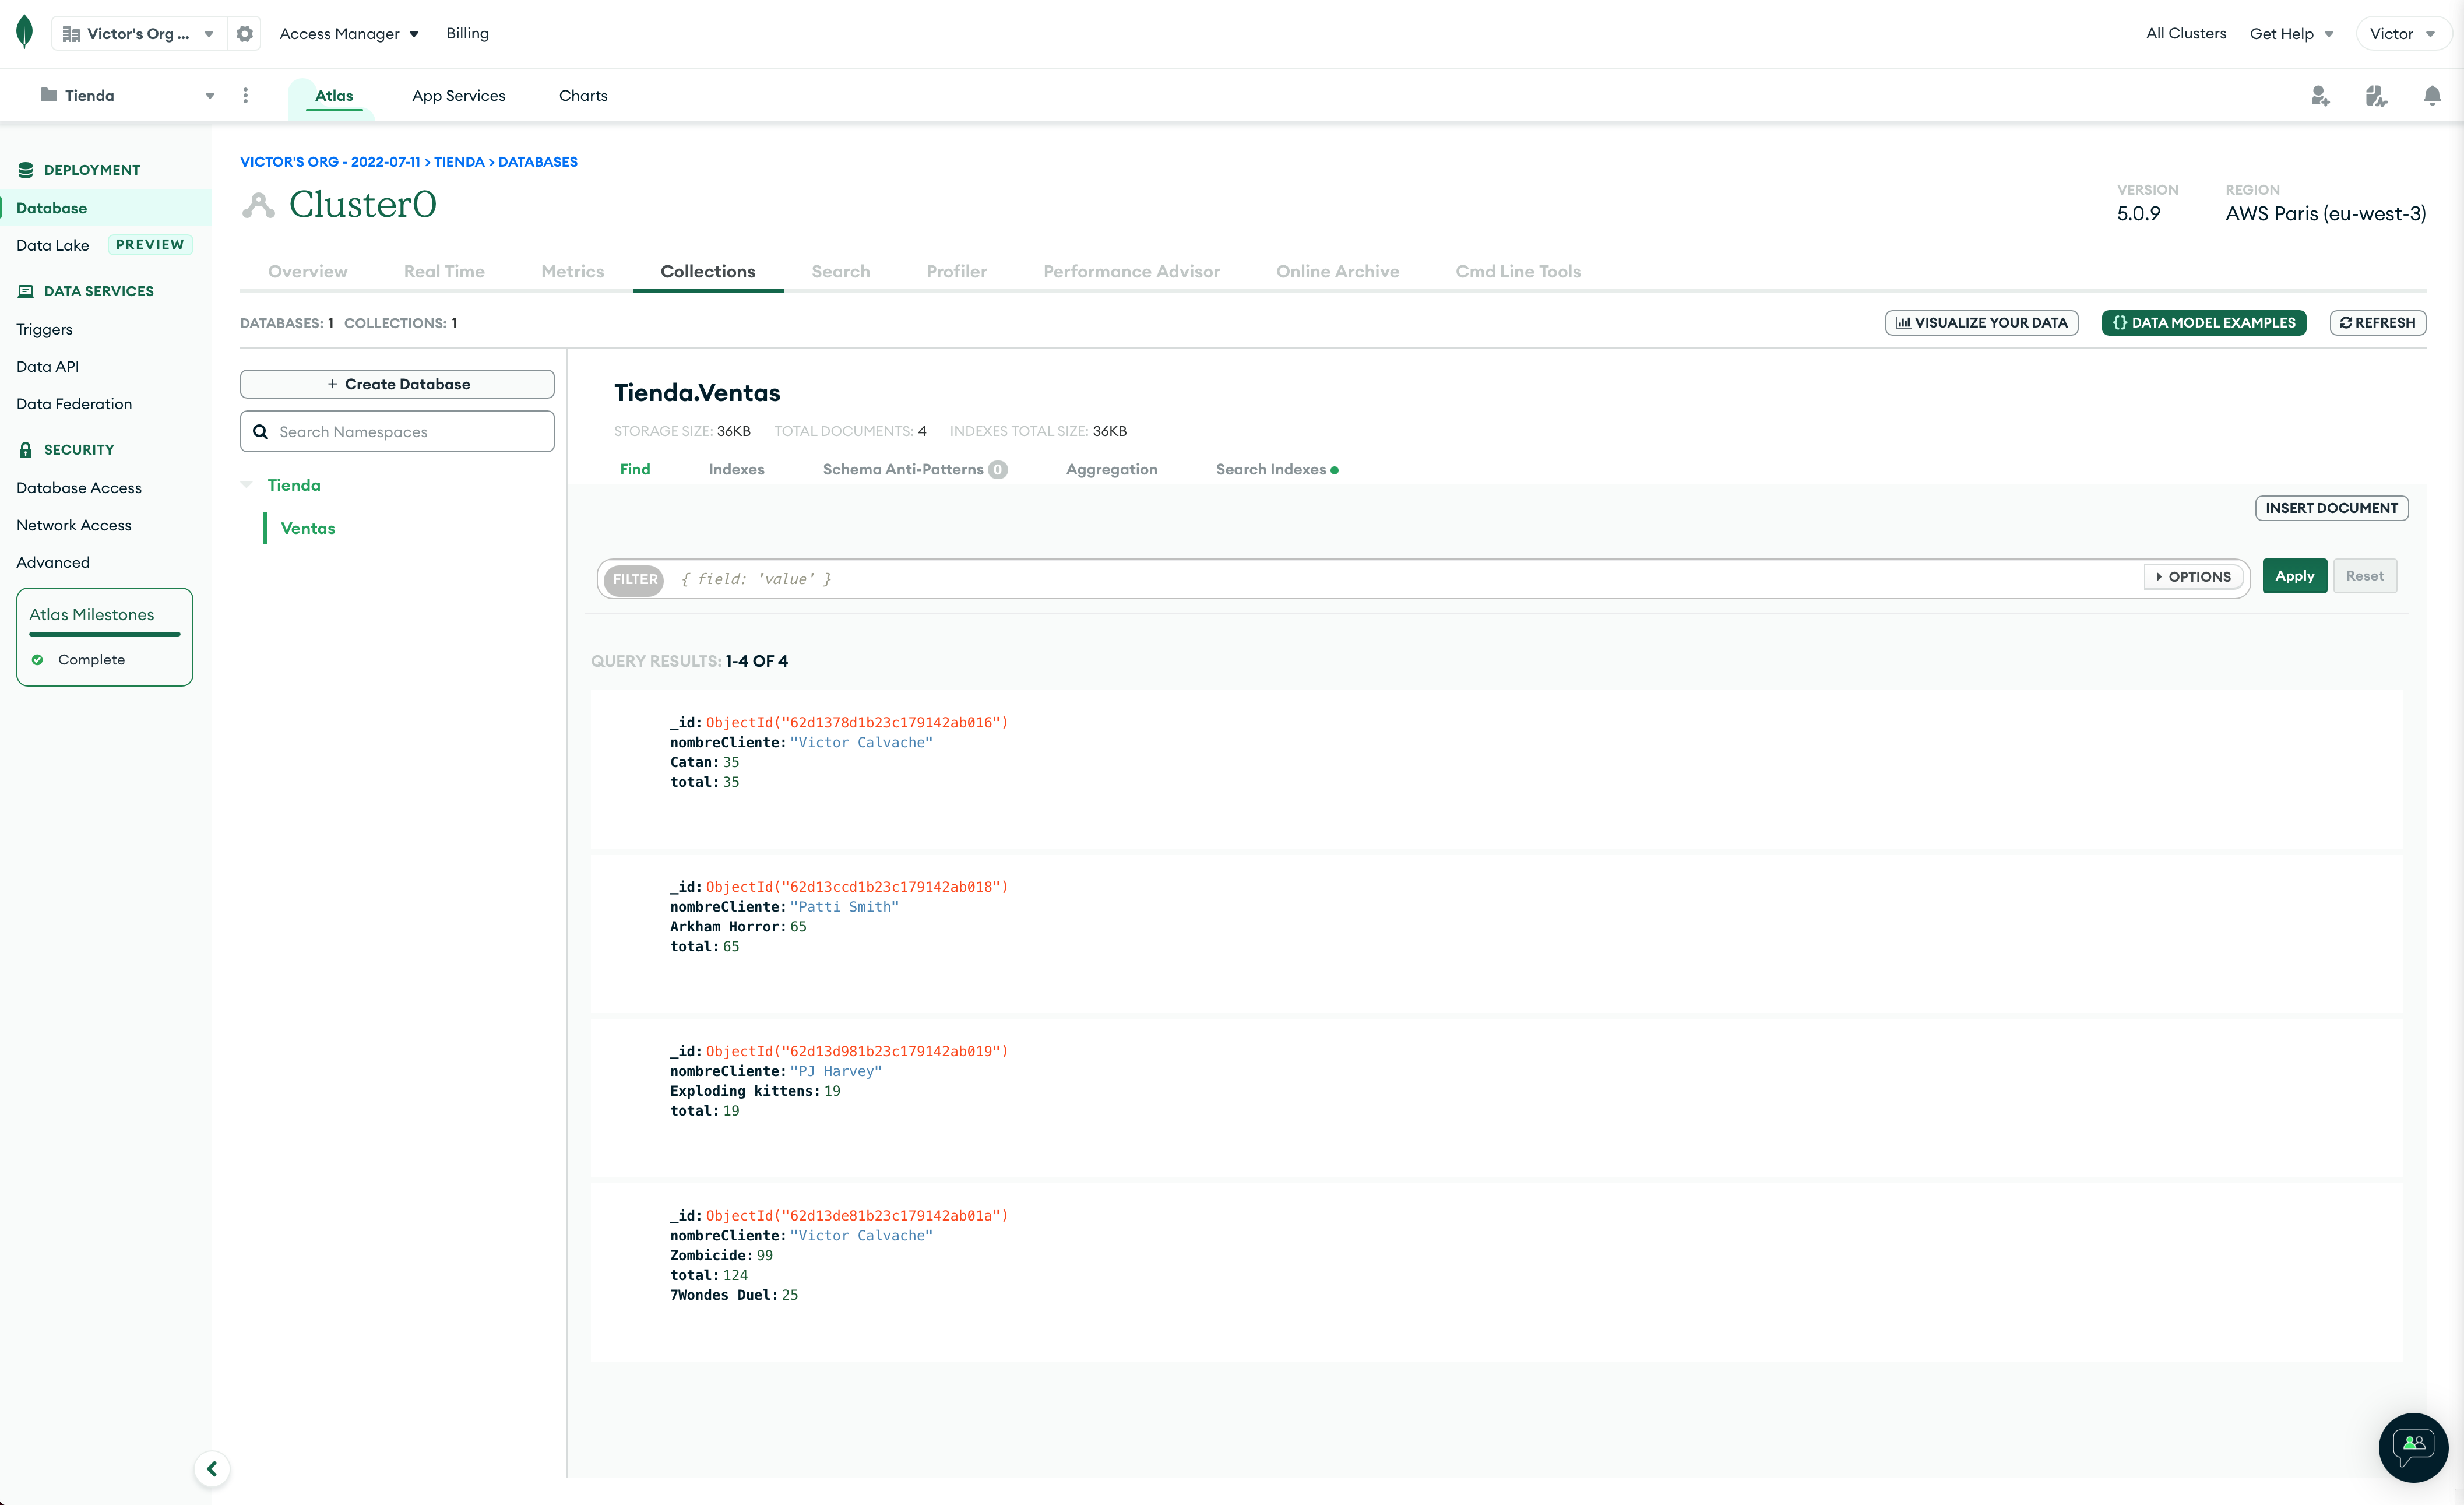 Victor's Org ...
Access Manager
Billing
All Clusters
Get Help
Victor
Tienda
Atlas
App Services
Charts
DEPLOYMENT
Database
Data Lake PREVIEW
DATA SERVICES
Triggers
Data API
Data Federation
SECURITY
Database Access
Network Access
Advanced
Atlas Milestones
Complete
VICTOR'S ORG - 2022-07-11 > TIENDA > DATABASES
Cluster0
VERSION
5.0.9
REGION
AWS Paris (eu-west-3)
Overview
Real Time
Metrics
Collections
Search
Profiler
Performance Advisor
Online Archive
Cmd Line Tools
DATABASES: 1 COLLECTIONS: 1
VISUALIZE YOUR DATA
{} DATA MODEL EXAMPLES
REFRESH
+ Create Database
Search Namespaces
Tienda
Ventas
Tienda.Ventas
STORAGE SIZE: 36KB TOTAL DOCUMENTS: 4 INDEXES TOTAL SIZE: 36KB
Find
Indexes
Schema Anti-Patterns 0
Aggregation
Search Indexes
INSERT DOCUMENT
FILTER { field: 'value' }
OPTIONS
Apply
Reset
QUERY RESULTS: 1-4 OF 4
_id: ObjectId("62d1378d1b23c179142ab016")
nombreCliente: "Victor Calvache"
Catan: 35
total: 35
_id: ObjectId("62d13ccd1b23c179142ab018")
nombreCliente: "Patti Smith"
Arkham Horror: 65
total: 65
_id: ObjectId("62d13d981b23c179142ab019")
nombreCliente: "PJ Harvey"
Exploding kittens: 19
total: 19
_id: ObjectId("62d13de81b23c179142ab01a")
nombreCliente: "Victor Calvache"
Zombicide: 99
total: 124
7Wondes Duel: 25